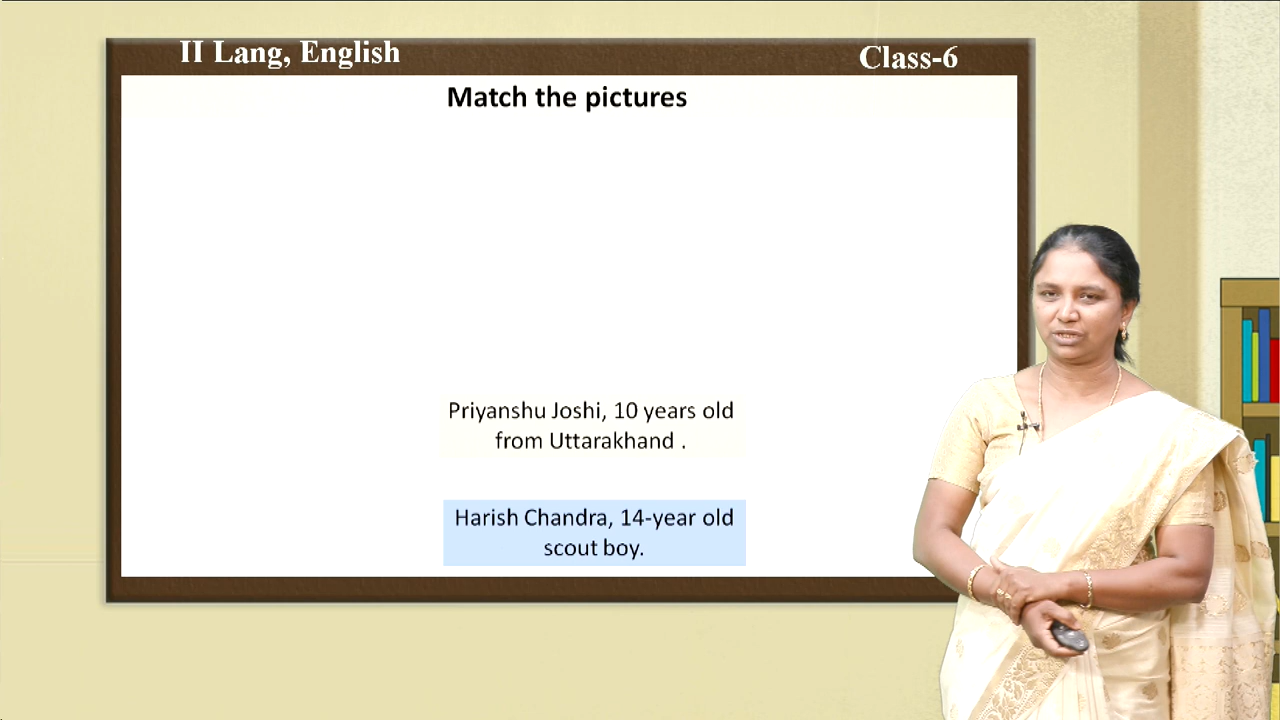 II Lang, English
Class-6
Match the pictures
Priyanshu Joshi, 10 years old
from Uttarakhand .
Harish Chandra, 14-year old
scout boy.